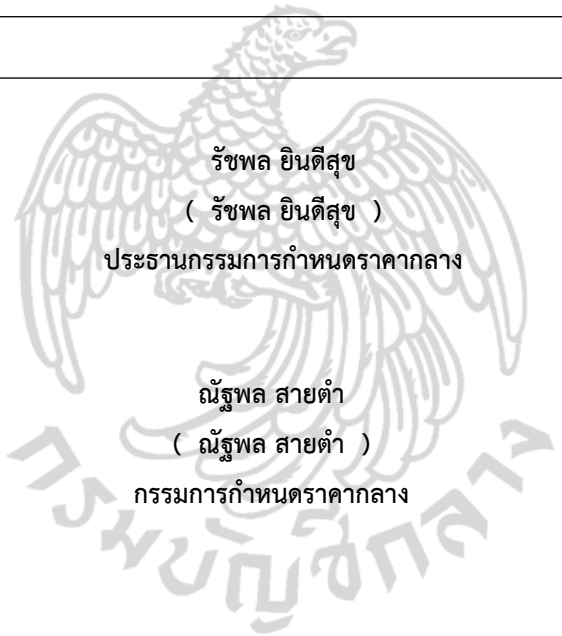 รัชพล ยินดีสุข
( รัชพล ยินดีสุข )
ประธานกรรมการกำหนดราคากลาง
ณัฐพล สายตำ
( ณัฐพล สายตำ )
กรรมการกำหนดราคากลาง
กรมบัญชีกลาง